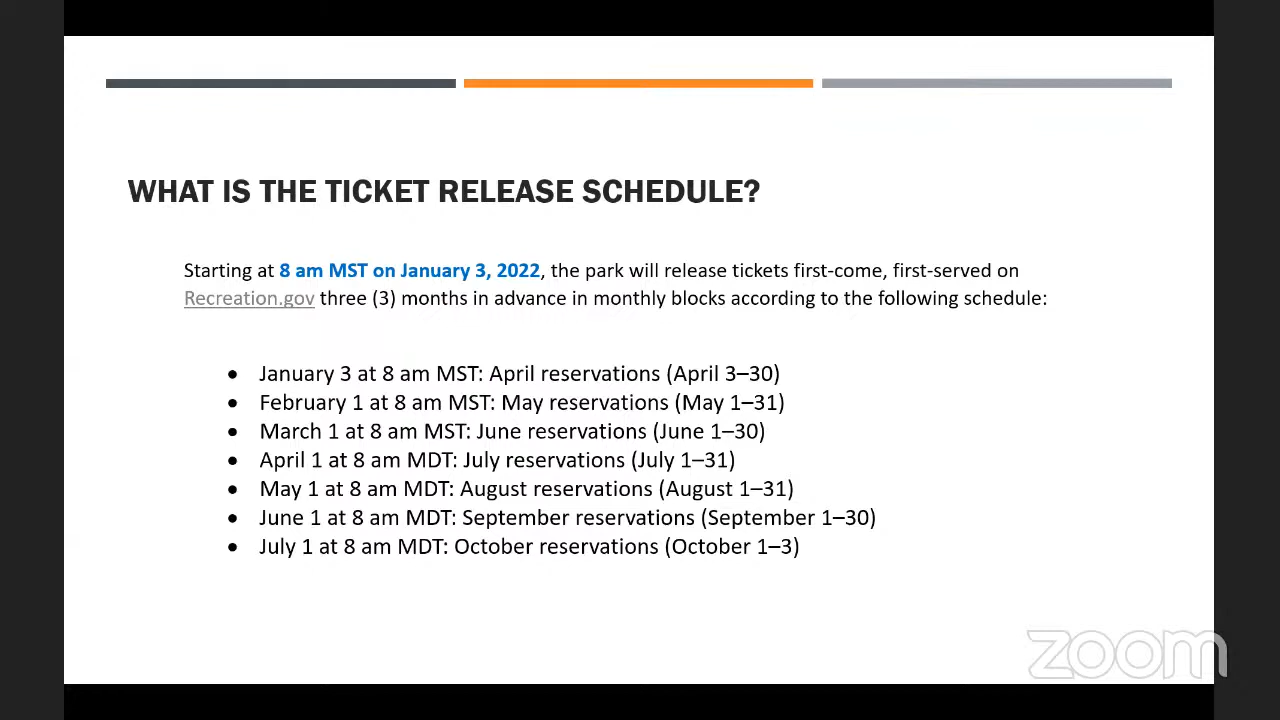 WHAT IS THE TICKET RELEASE SCHEDULE?
Starting at 8 am MST on January 3, 2022, the park will release tickets first-come, first-served on
Recreation.gov three (3) months in advance in monthly blocks according to the following schedule:
• January 3 at 8 am MST: April reservations (April 3–30)
• February 1 at 8 am MST: May reservations (May 1–31)
• March 1 at 8 am MST: June reservations (June 1–30)
• April 1 at 8 am MDT: July reservations (July 1–31)
• May 1 at 8 am MDT: August reservations (August 1–31)
• June 1 at 8 am MDT: September reservations (September 1–30)
• July 1 at 8 am MDT: October reservations (October 1–3)
zoom